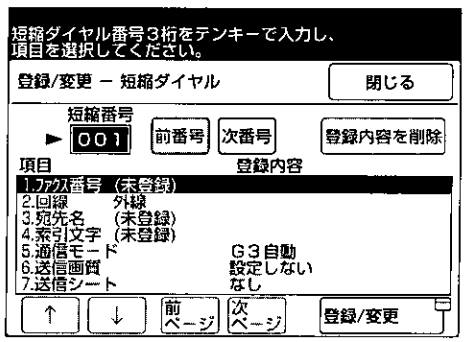 短縮ダイヤル番号3桁をテンキーで入力し、
項目を選択してください。
登録/変更 － 短縮ダイヤル
閉じる
短縮番号
▶ 001 前番号 次番号 登録内容を削除
項目 登録内容
1.ファクス番号 (未登録)
2.回線 外線
3.宛先名 (未登録)
4.索引文字 (未登録)
5.通信モード G3自動
6.送信画質 設定しない
7.送信シート なし
↑ ↓ 前ページ 次ページ 登録/変更